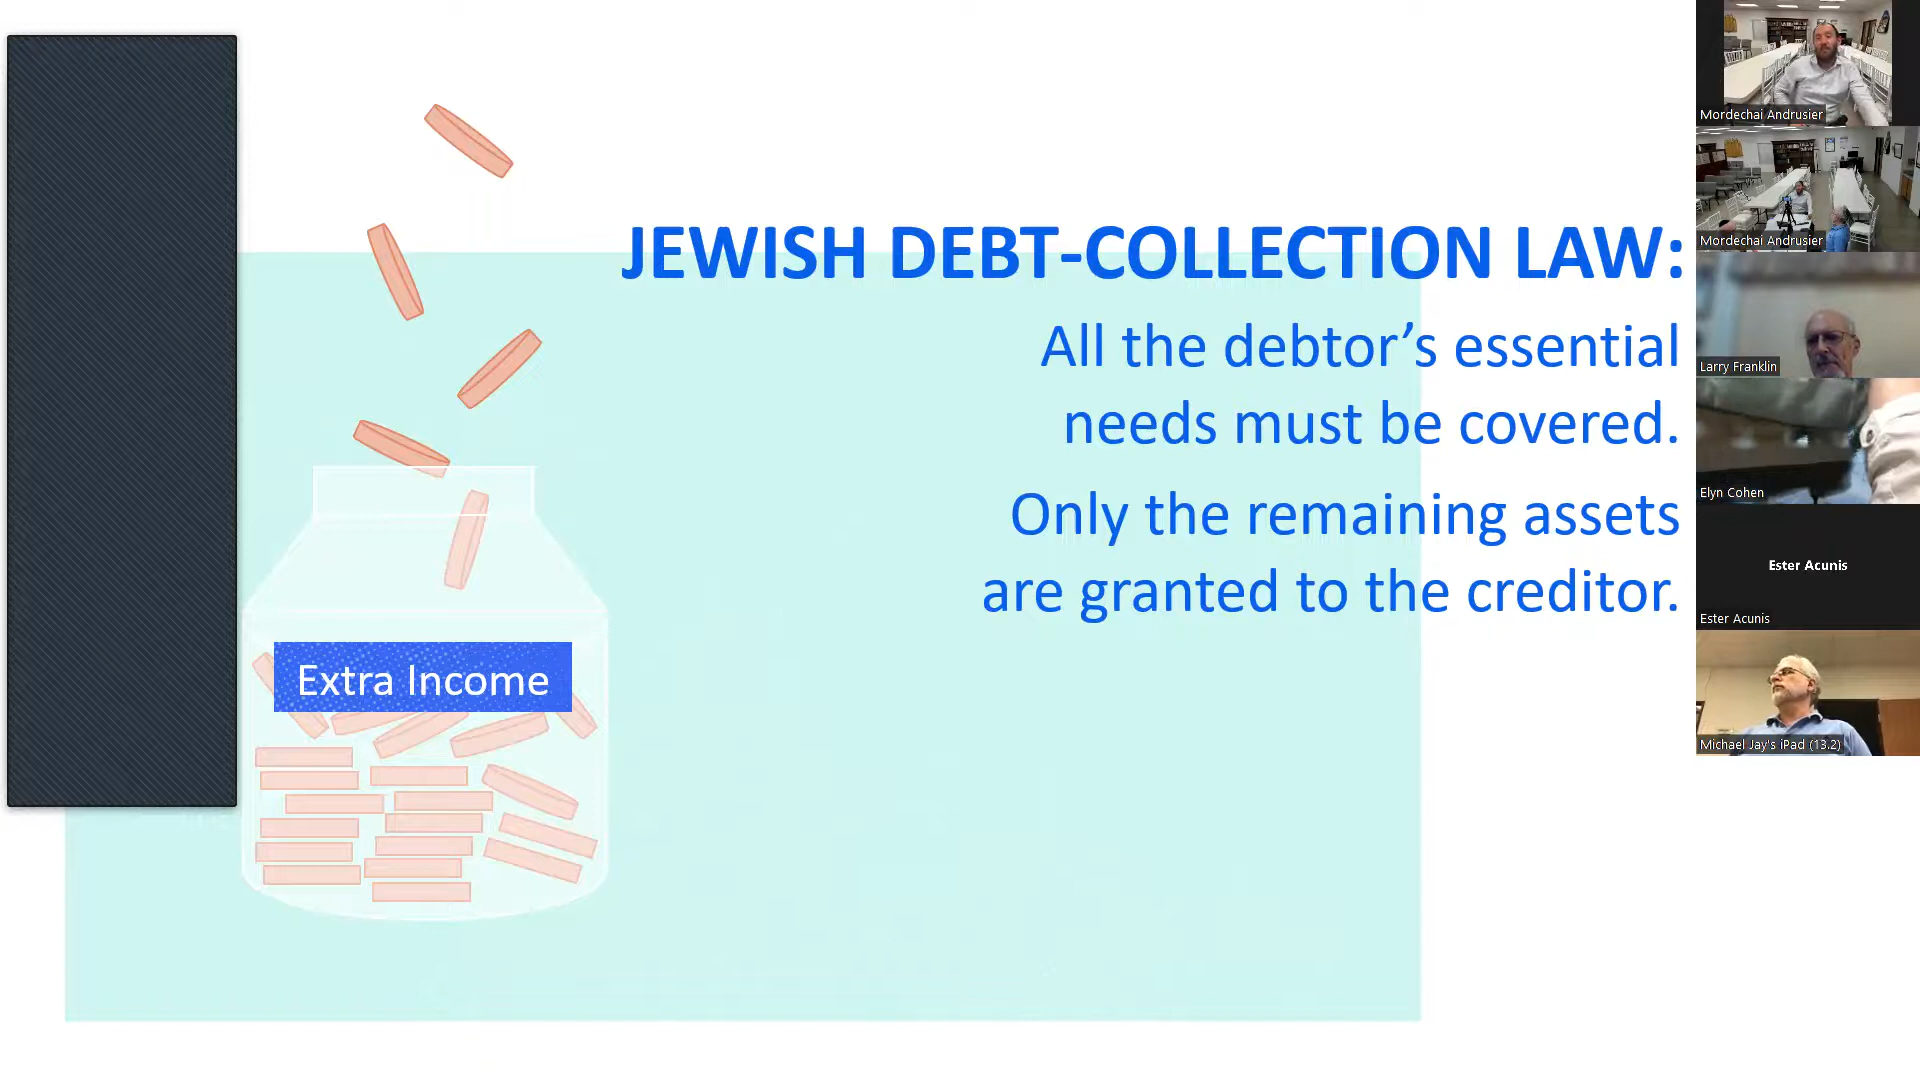 JEWISH DEBT-COLLECTION LAW:
All the debtor’s essential
needs must be covered.
Only the remaining assets
are granted to the creditor.
Extra Income
Mordechai Andrusier
Mordechai Andrusier
Larry Franklin
Elyn Cohen
Ester Acunis
Ester Acunis
Michael Jay's iPad (13.2)